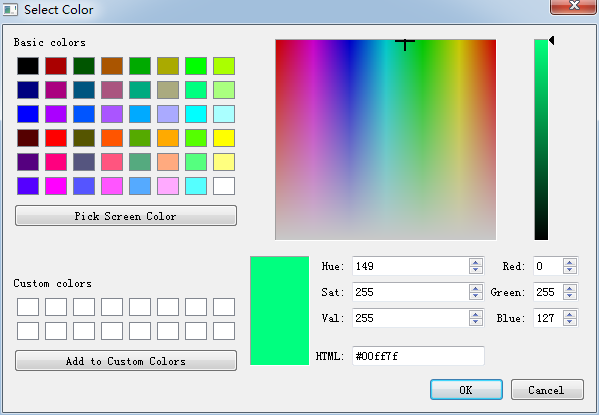 Select Color
Basic colors
Pick Screen Color
Custom colors
Add to Custom Colors
Hue: 149 Red: 0
Sat: 255 Green: 255
Val: 255 Blue: 127
HTML: #00ff7f
OK Cancel